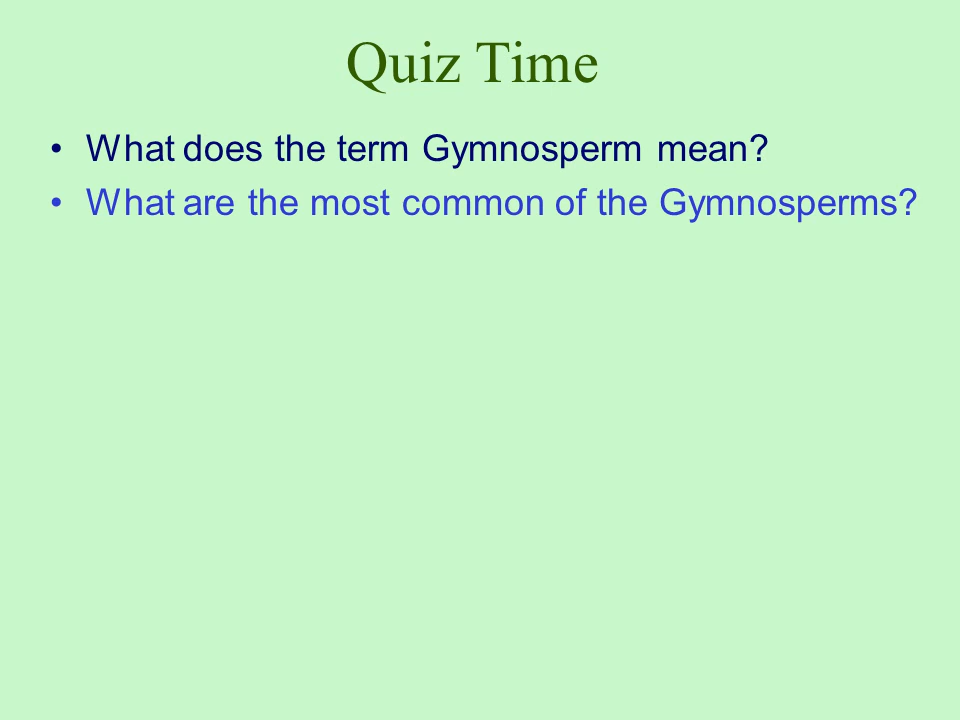 Quiz Time
• What does the term Gymnosperm mean?
• What are the most common of the Gymnosperms?